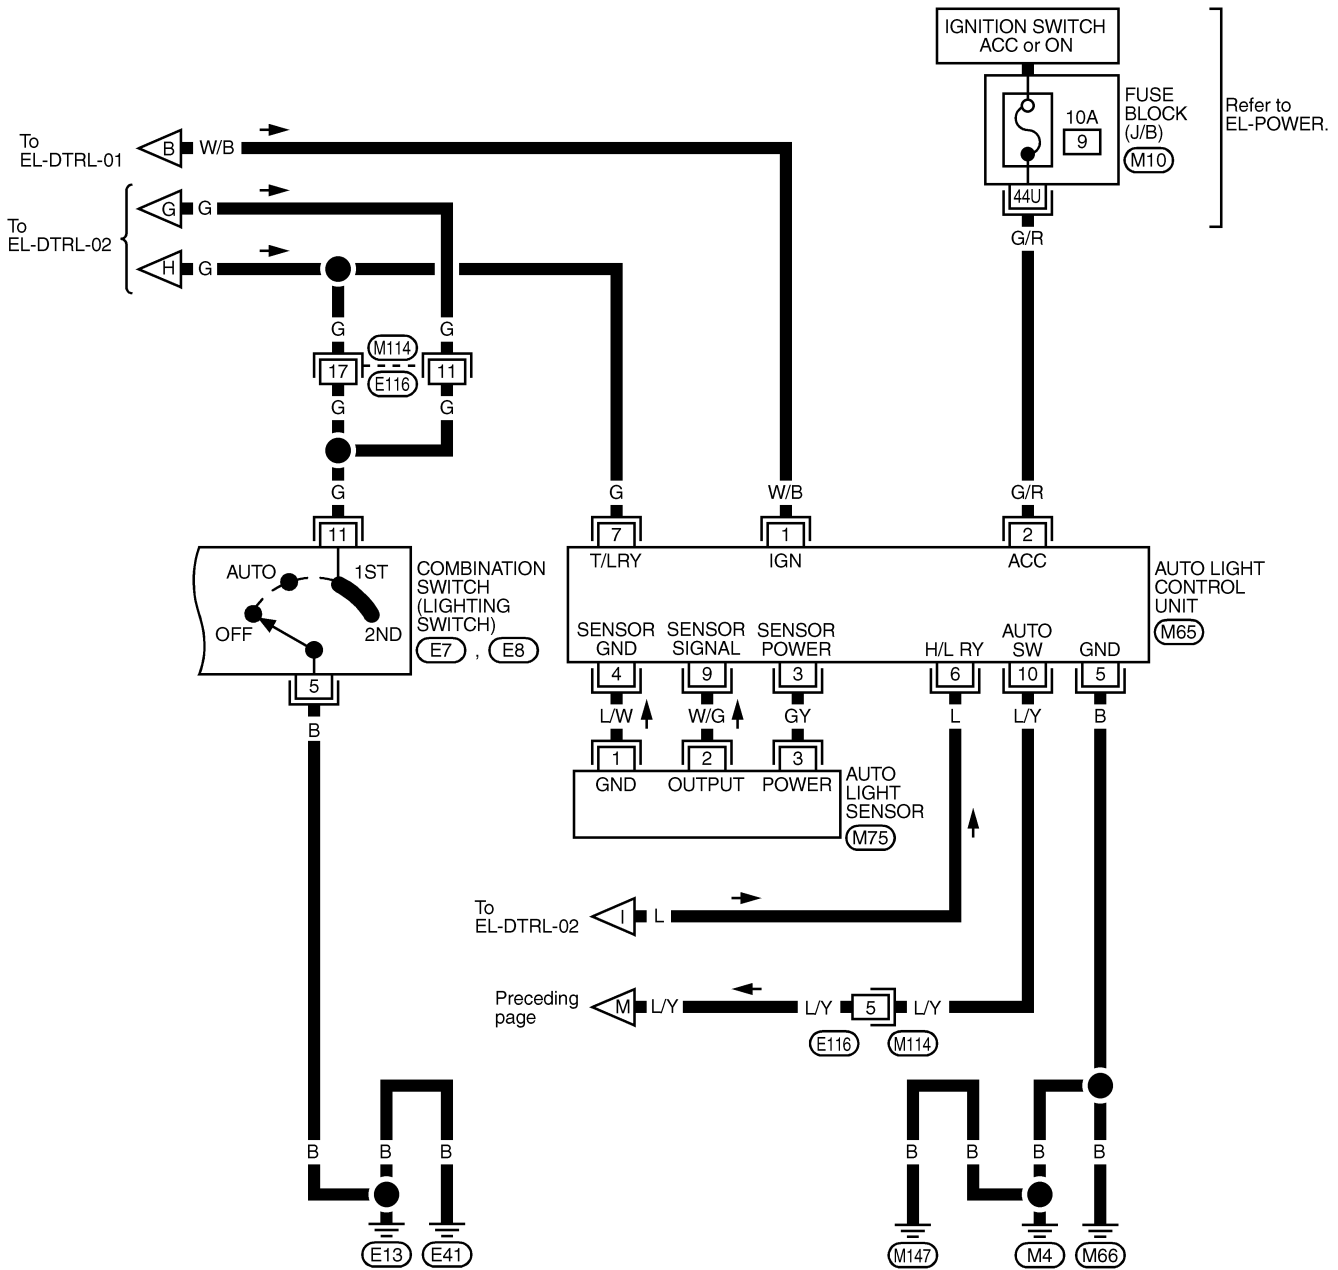 IGNITION SWITCH
ACC or ON
FUSE
BLOCK
(J/B)
M10
10A
9
Refer to
EL-POWER.
44U
G/R
To
EL-DTRL-01
B
W/B
To
EL-DTRL-02
G
G
H
G
G
G
17
M114
E116
11
G
G
G
G
W/B
G/R
11
7
1
2
T/LRY
IGN
ACC
AUTO
1ST
OFF
2ND
COMBINATION
SWITCH
(LIGHTING
SWITCH)
E7 , E8
AUTO LIGHT
CONTROL
UNIT
M65
SENSOR
GND
SENSOR
SIGNAL
SENSOR
POWER
H/L RY
AUTO
SW
GND
5
4
9
3
6
10
5
B
L/W
W/G
GY
L
L/Y
B
1
2
3
GND
OUTPUT
POWER
AUTO
LIGHT
SENSOR
M75
To
EL-DTRL-02
I
L
Preceding
page
M
L/Y
L/Y
5
L/Y
E116
M114
B
B
B
B
B
B
B
E13
E41
M147
M4
M66